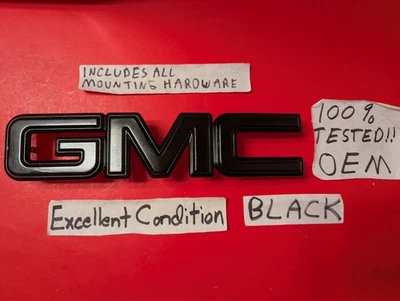 INCLUDES ALL
MOUNTING HARDWARE
GMC
100%
TESTED!!
OEM
Excellent Condition
BLACK